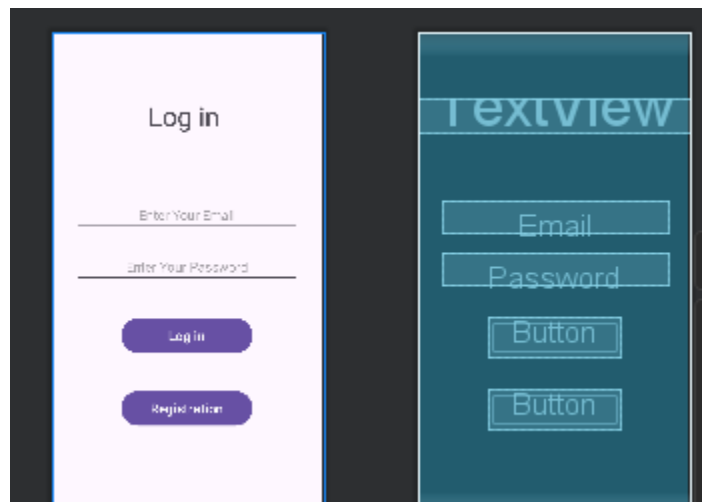 Log in
Enter Your Email
Enter Your Password
Log in
Registration
TextView
Email
Password
Button
Button